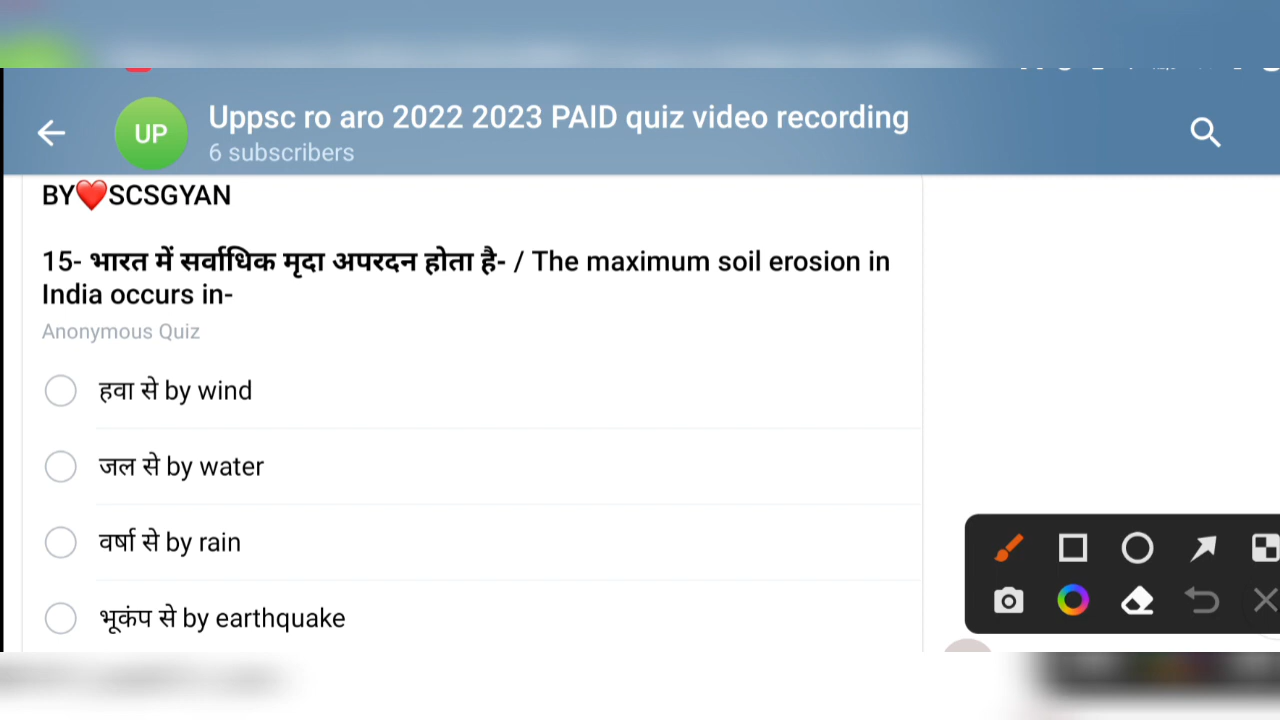 UP
Uppsc ro aro 2022 2023 PAID quiz video recording
6 subscribers
BY❤️SCSGYAN
15- भारत में सर्वाधिक मृदा अपरदन होता है- / The maximum soil erosion in
India occurs in-
Anonymous Quiz
हवा से by wind
जल से by water
वर्षा से by rain
भूकंप से by earthquake